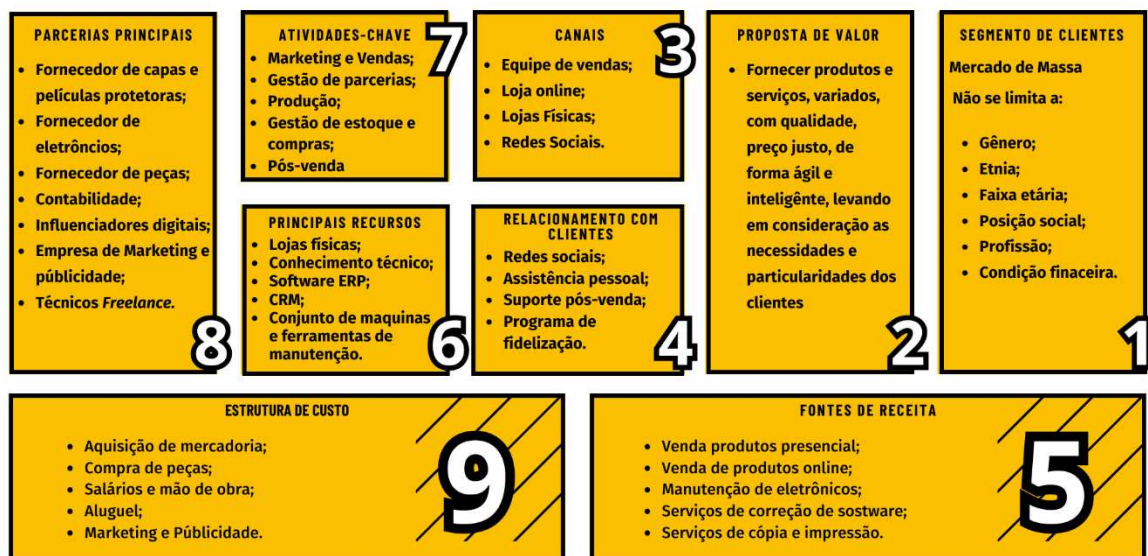 PARCERIAS PRINCIPAIS
• Fornecedor de capas e
películas protetoras;
• Fornecedor de
eletrôncios;
• Fornecedor de peças;
• Contabilidade;
• Influenciadores digitais;
• Empresa de Marketing e
públicidade;
• Técnicos Freelance.
8
ATIVIDADES-CHAVE
• Marketing e Vendas;
• Gestão de parcerias;
• Produção;
• Gestão de estoque e
compras;
• Pós-venda
7
PRINCIPAIS RECURSOS
• Lojas físicas;
• Conhecimento técnico;
• Software ERP;
• CRM;
• Conjunto de maquinas
e ferramentas de
manutenção.
6
CANAIS
• Equipe de vendas;
• Loja online;
• Lojas Físicas;
• Redes Sociais.
3
RELACIONAMENTO COM
CLIENTES
• Redes sociais;
• Assistência pessoal;
• Suporte pós-venda;
• Programa de
fidelização.
4
PROPOSTA DE VALOR
• Fornecer produtos e
serviços, variados,
com qualidade,
preço justo, de
forma ágil e
inteligênte, levando
em consideração as
necessidades e
particularidades dos
clientes
2
SEGMENTO DE CLIENTES
Mercado de Massa
Não se limita a:
• Gênero;
• Etnia;
• Faixa etária;
• Posição social;
• Profissão;
• Condição finaceira.
1
ESTRUTURA DE CUSTO
• Aquisição de mercadoria;
• Compra de peças;
• Salários e mão de obra;
• Aluguel;
• Marketing e Públicidade.
9
FONTES DE RECEITA
• Venda produtos presencial;
• Venda de produtos online;
• Manutenção de eletrônicos;
• Serviços de correção de sostware;
• Serviços de cópia e impressão.
5